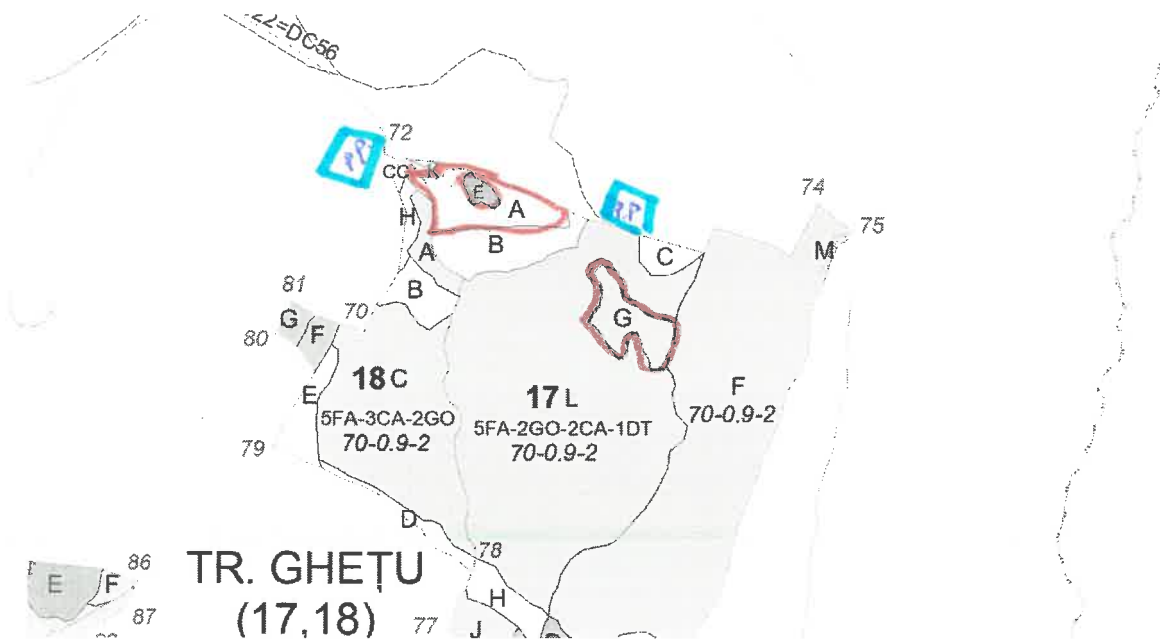 22=DC56
72
P.P
CC R
E
A
H
B
A
P.P
C
74
75
M
B
81
G F
80
70
G
E
18 C
5FA-3CA-2GO
70-0.9-2
17 L
5FA-2GO-2CA-1DT
70-0.9-2
F
70-0.9-2
79
D
78
H
E F
86
87
TR. GHEȚU
(17,18)
77
J